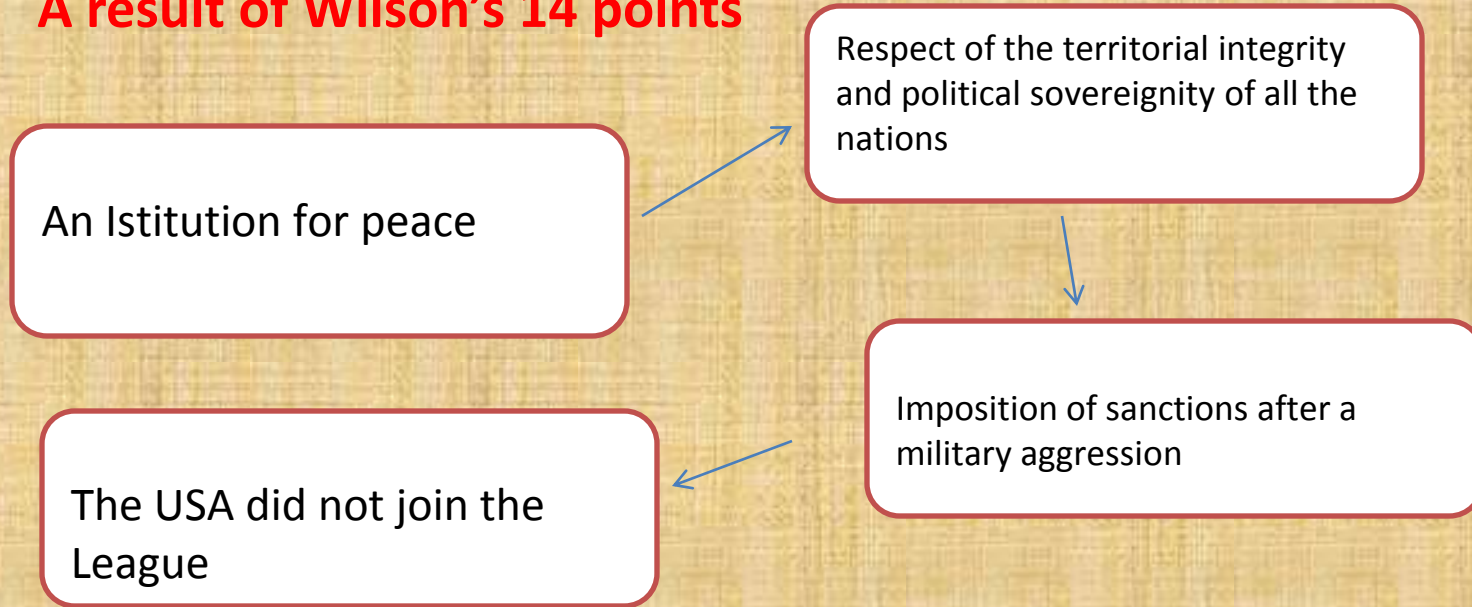 A result of Wilson's 14 points
An Istitution for peace
Respect of the territorial integrity
and political sovereignity of all the
nations
Imposition of sanctions after a
military aggression
The USA did not join the
League